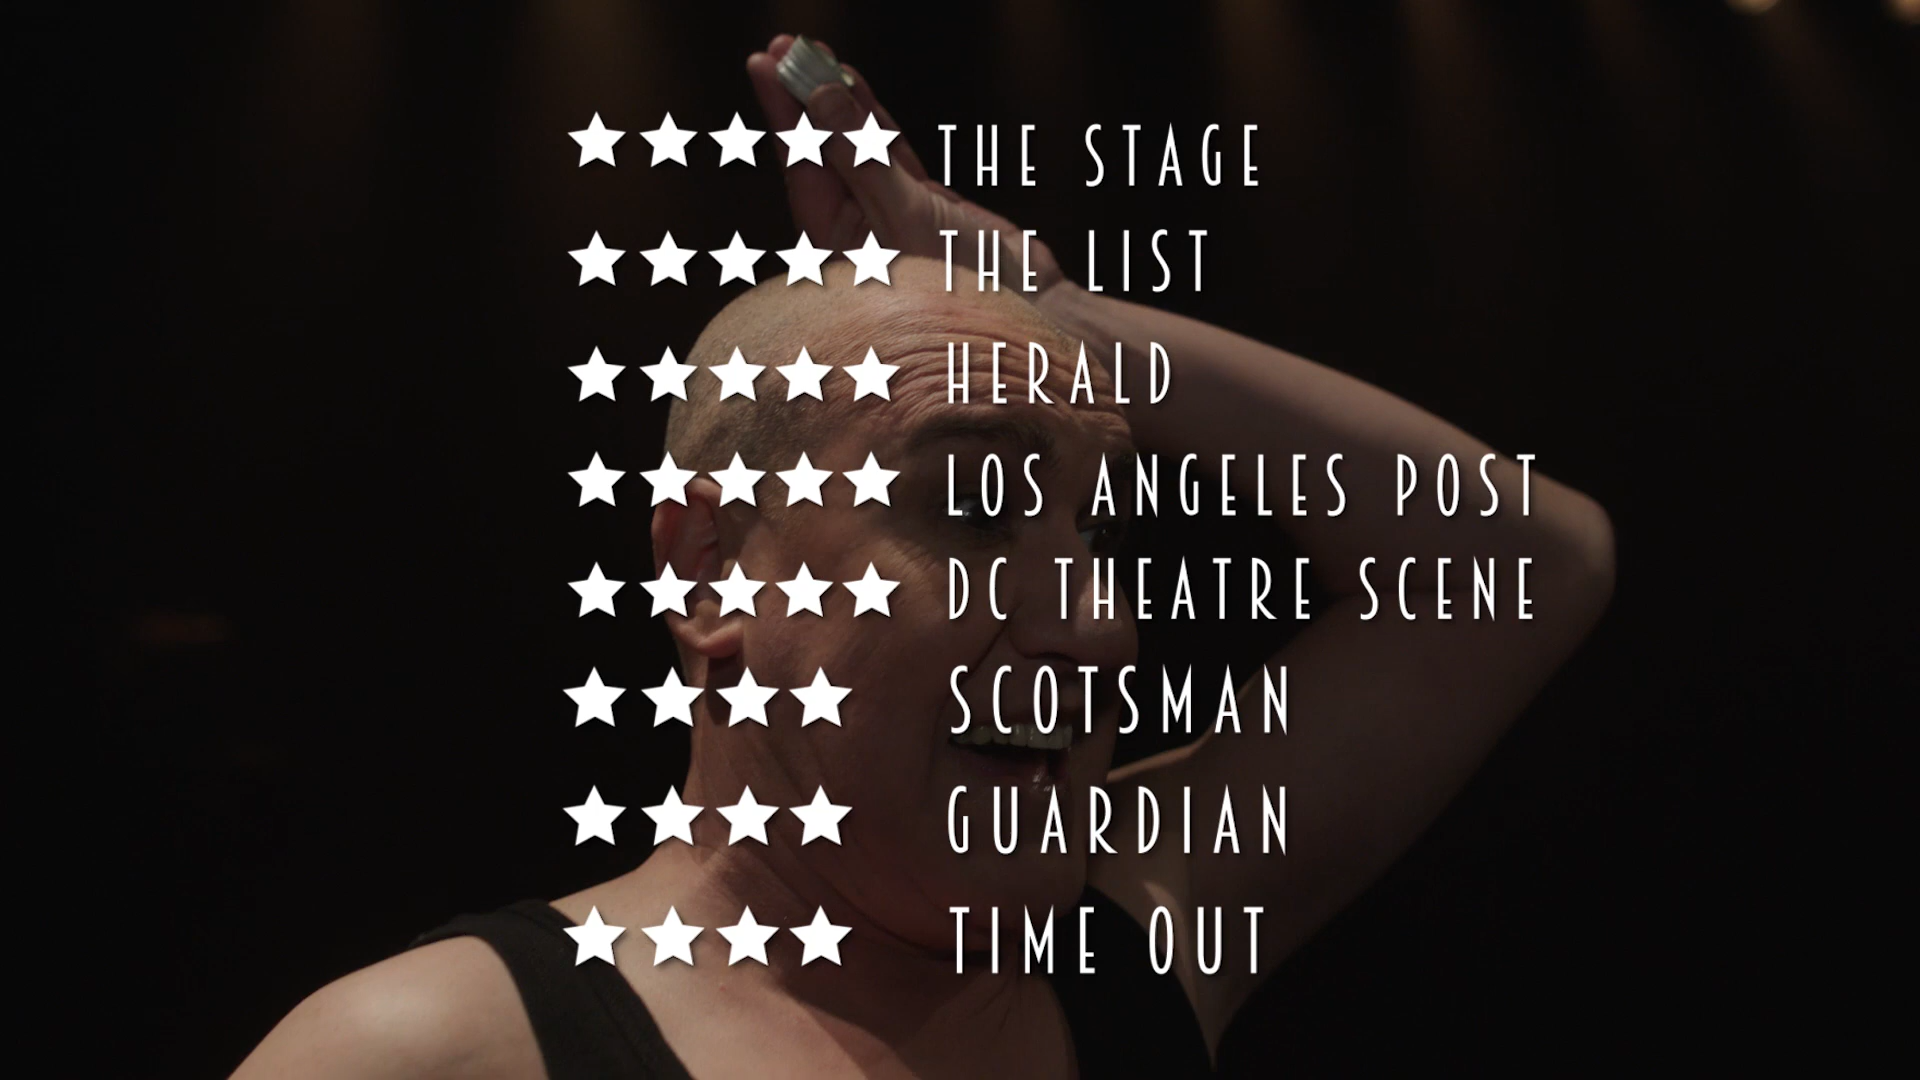 ★★★★★ THE STAGE
★★★★★ THE LIST
★★★★★ HERALD
★★★★★ LOS ANGELES POST
★★★★★ DC THEATRE SCENE
★★★★ SCOTSMAN
★★★★ GUARDIAN
★★★★ TIME OUT